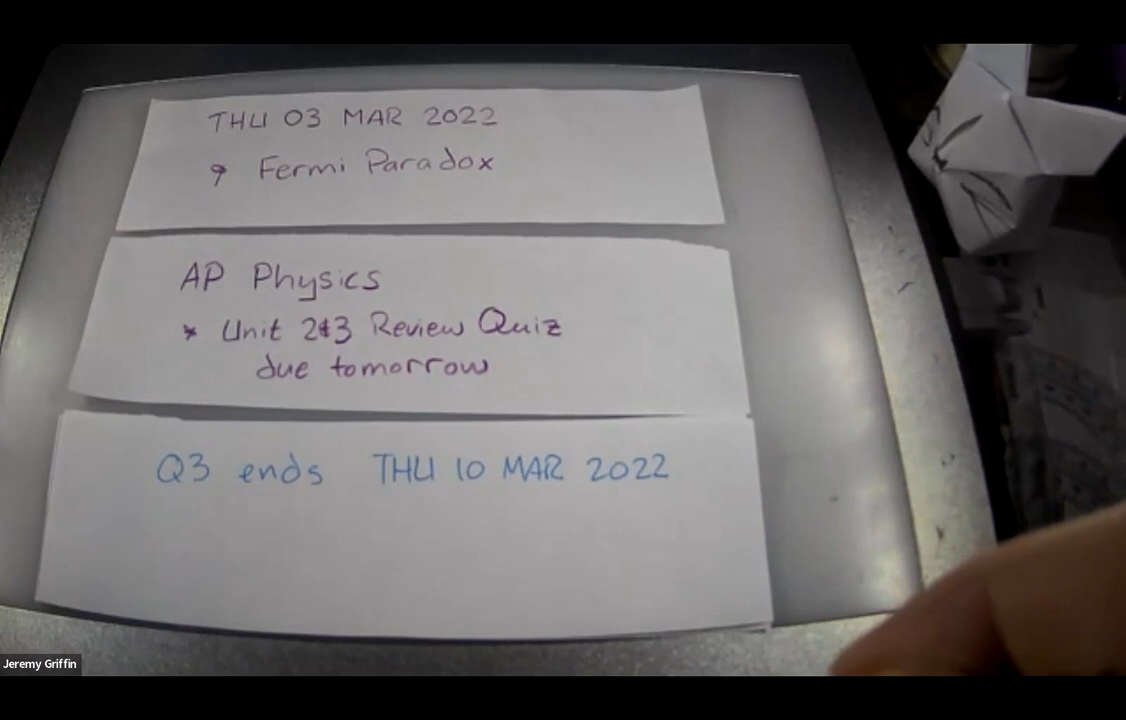 THU 03 MAR 2022
? Fermi Paradox
AP Physics
* Unit 2&3 Review Quiz
due tomorrow
Q3 ends THU 10 MAR 2022
Jeremy Griffin